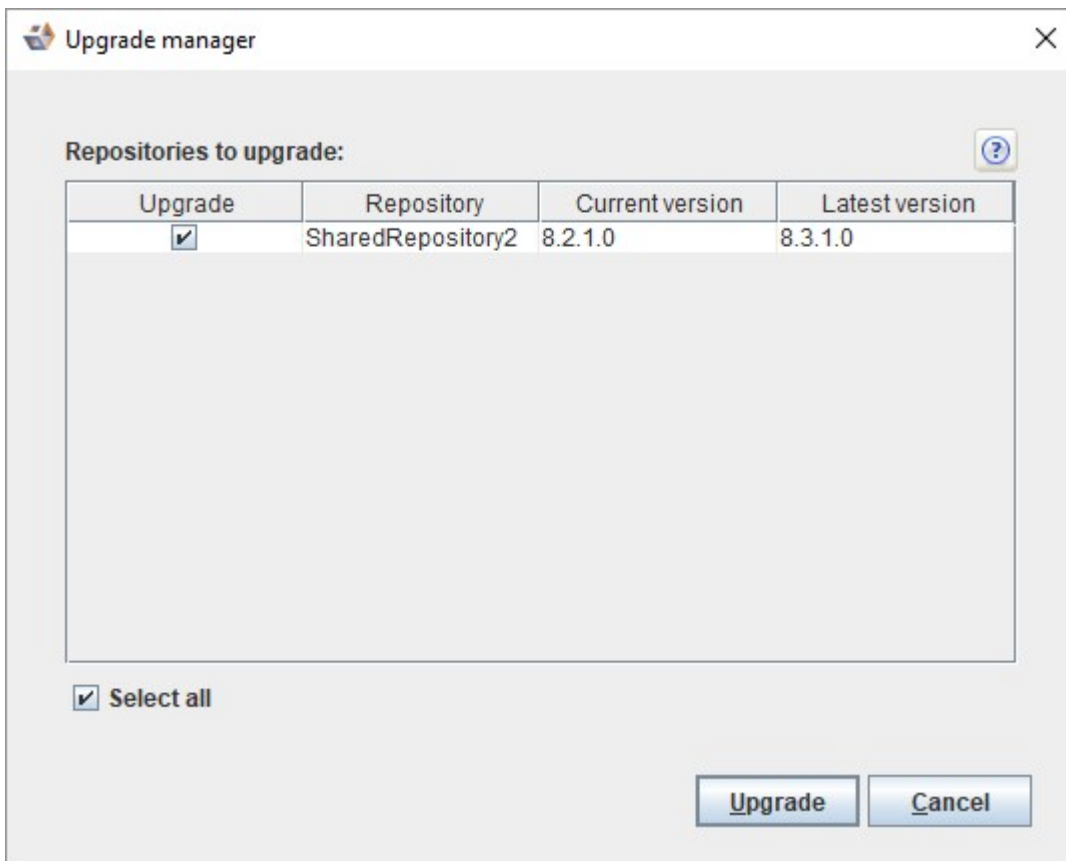 Upgrade manager
Repositories to upgrade:
Upgrade Repository Current version Latest version
SharedRepository2 8.2.1.0 8.3.1.0
Select all
Upgrade Cancel